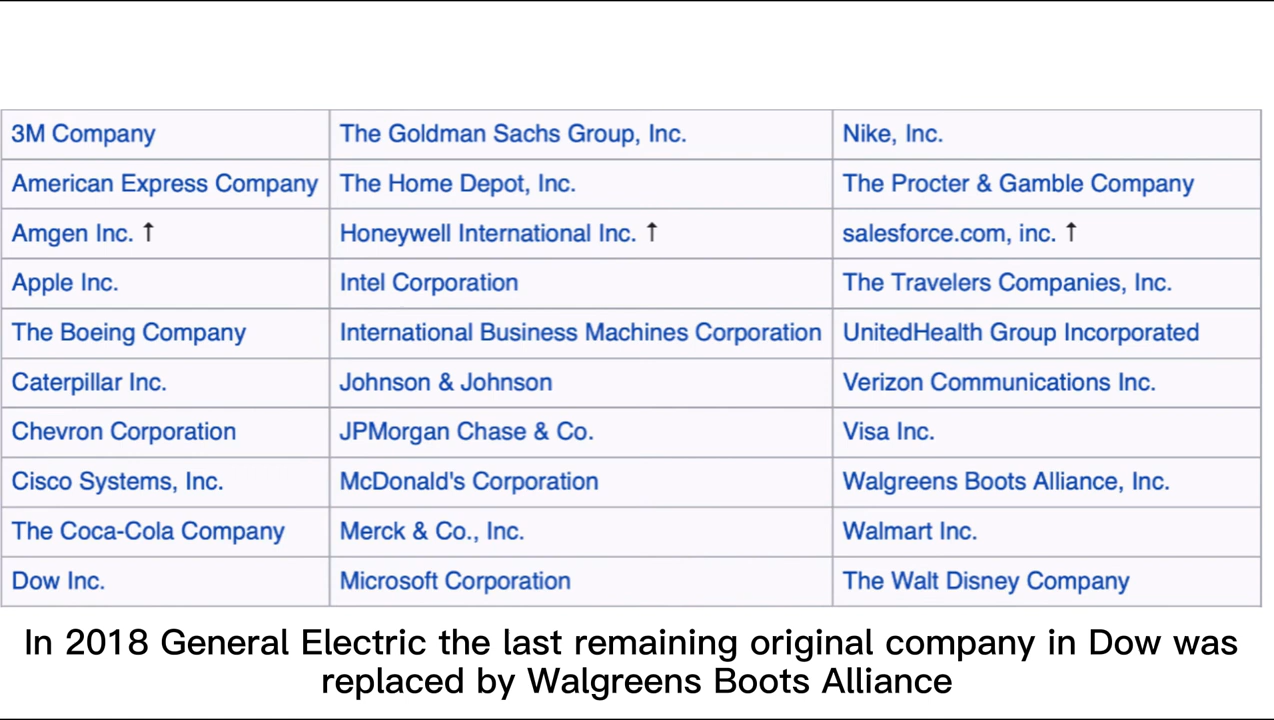 3M Company The Goldman Sachs Group, Inc. Nike, Inc.
American Express Company The Home Depot, Inc. The Procter & Gamble Company
Amgen Inc. ↑ Honeywell International Inc. ↑ salesforce.com, inc. ↑
Apple Inc. Intel Corporation The Travelers Companies, Inc.
The Boeing Company International Business Machines Corporation UnitedHealth Group Incorporated
Caterpillar Inc. Johnson & Johnson Verizon Communications Inc.
Chevron Corporation JPMorgan Chase & Co. Visa Inc.
Cisco Systems, Inc. McDonald's Corporation Walgreens Boots Alliance, Inc.
The Coca-Cola Company Merck & Co., Inc. Walmart Inc.
Dow Inc. Microsoft Corporation The Walt Disney Company
In 2018 General Electric the last remaining original company in Dow was
replaced by Walgreens Boots Alliance